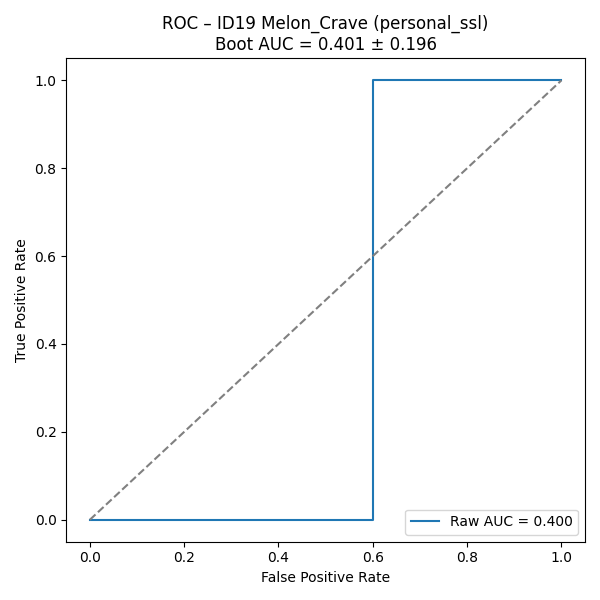 ROC – ID19 Melon_Crave (personal_ssl)
Boot AUC = 0.401 ± 0.196
True Positive Rate
1.0
0.8
0.6
0.4
0.2
0.0
Raw AUC = 0.400
0.0 0.2 0.4 0.6 0.8 1.0
False Positive Rate